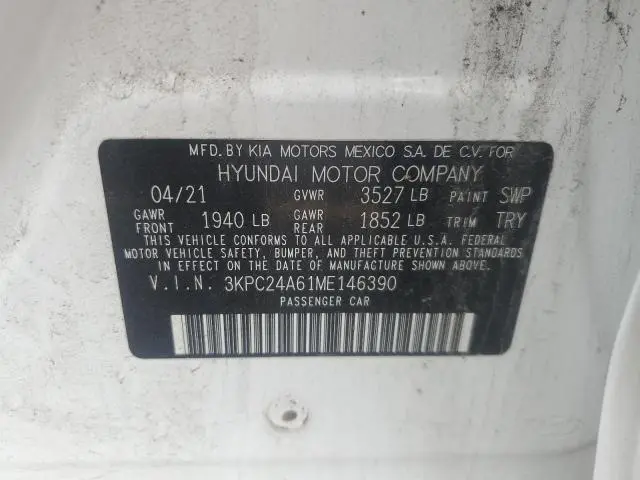 MFD. BY KIA MOTORS MEXICO S.A. DE C.V. FOR
HYUNDAI MOTOR COMPANY
04/21 GVWR 3527 LB PAINT SWP
GAWR FRONT 1940 LB GAWR REAR 1852 LB TRIM TRY
THIS VEHICLE CONFORMS TO ALL APPLICABLE U.S.A. FEDERAL
MOTOR VEHICLE SAFETY, BUMPER, AND THEFT PREVENTION STANDARDS
IN EFFECT ON THE DATE OF MANUFACTURE SHOWN ABOVE.
V.I.N. 3KPC24A61ME146390
PASSENGER CAR